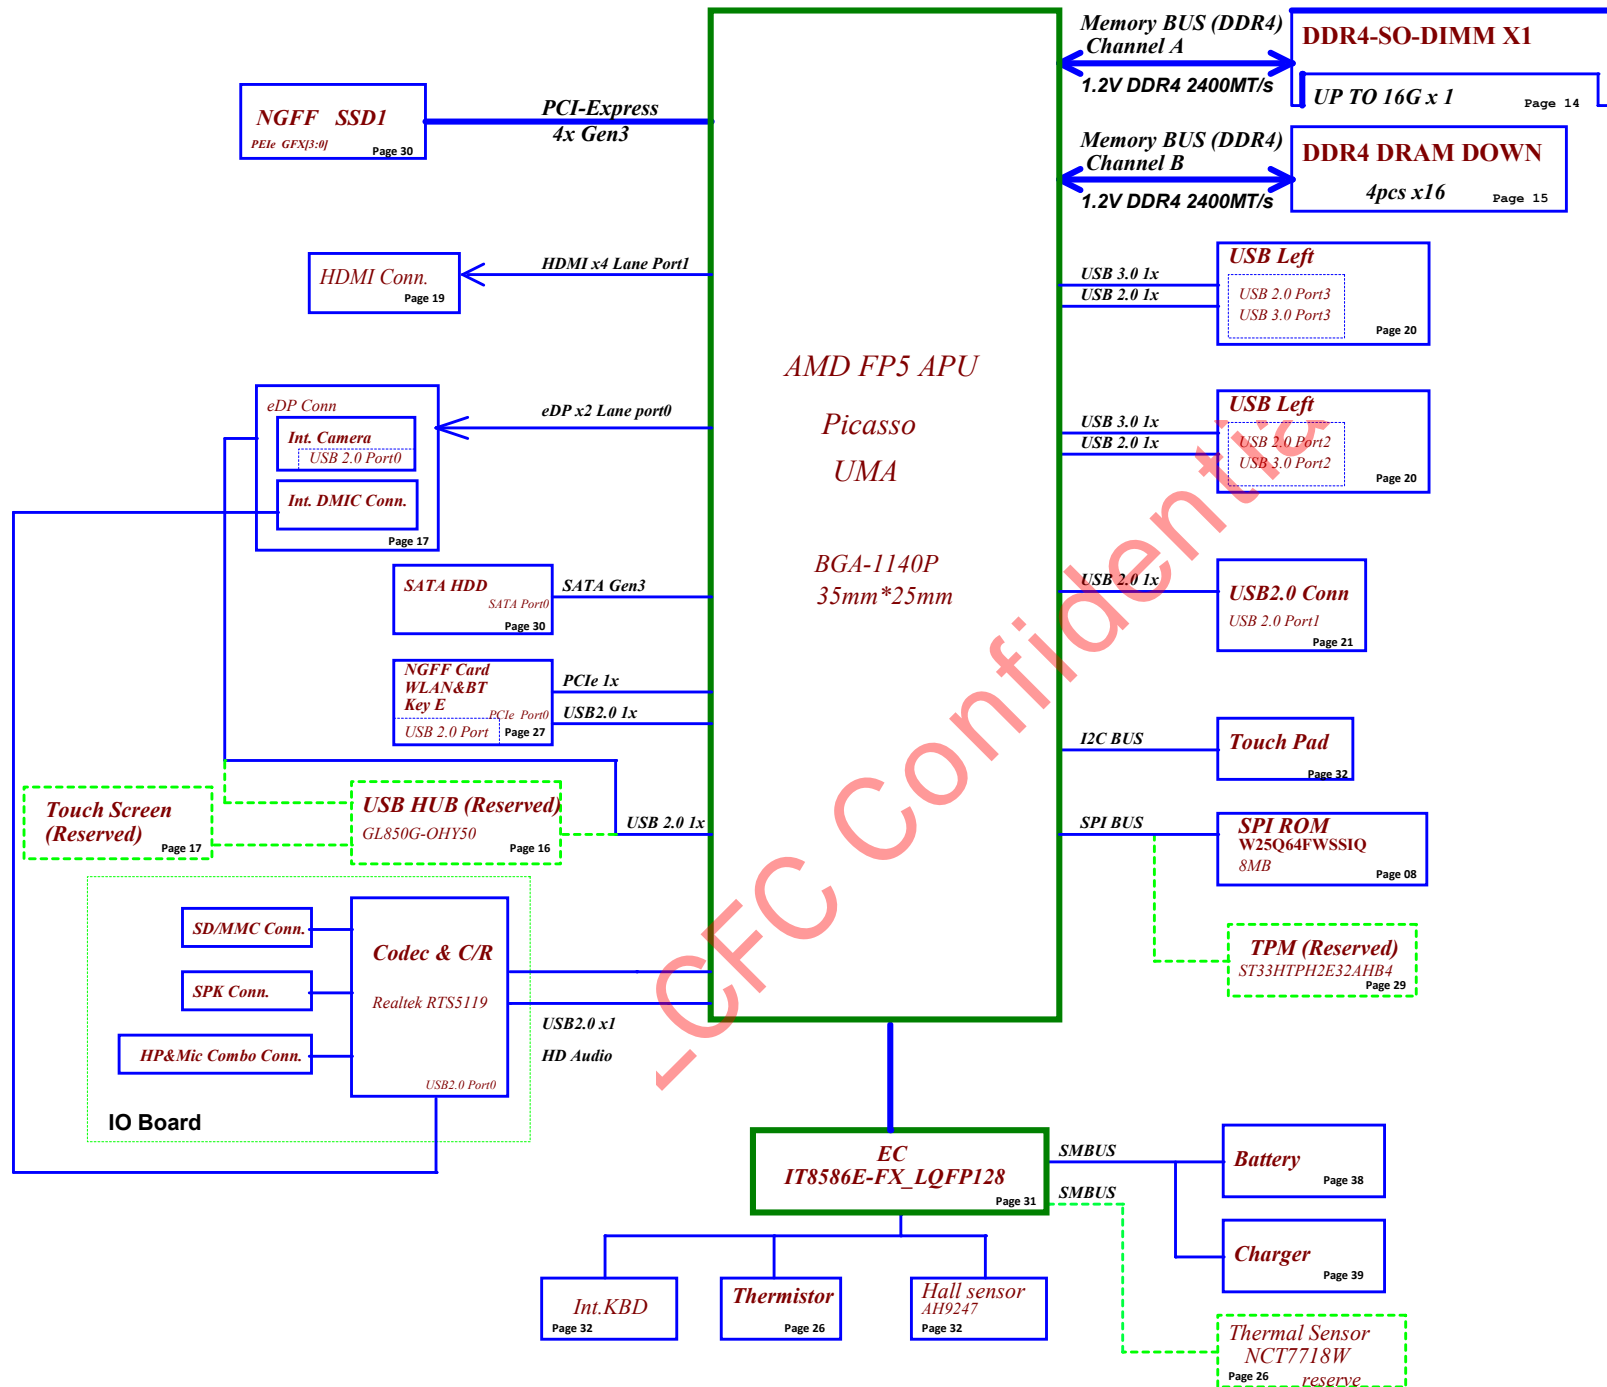 Memory BUS (DDR4)
Channel A
1.2V DDR4 2400MT/s
DDR4-SO-DIMM X1
UP TO 16G x 1
Page 14
NGFF SSD1
PEIe GFX[3:0]
Page 30
PCI-Express
4x Gen3
Memory BUS (DDR4)
Channel B
1.2V DDR4 2400MT/s
DDR4 DRAM DOWN
4pcs x16
Page 15
HDMI Conn.
Page 19
HDMI x4 Lane Port1
USB 3.0 1x
USB 2.0 1x
USB Left
USB 2.0 Port3
USB 3.0 Port3
Page 20
AMD FP5 APU
Picasso
UMA
BGA-1140P
35mm*25mm
eDP Conn
Int. Camera
USB 2.0 Port0
Int. DMIC Conn.
Page 17
eDP x2 Lane port0
USB 3.0 1x
USB 2.0 1x
USB Left
USB 2.0 Port2
USB 3.0 Port2
Page 20
SATA HDD
SATA Port0
Page 30
SATA Gen3
USB 2.0 1x
USB2.0 Conn
USB 2.0 Port1
Page 21
NGFF Card
WLAN&BT
Key E
PCIe Port0
USB 2.0 Port
Page 27
PCIe 1x
USB2.0 1x
I2C BUS
Touch Pad
Page 32
Touch Screen
(Reserved)
Page 17
USB HUB (Reserved)
GL850G-OHY50
Page 16
USB 2.0 1x
SPI BUS
SPI ROM
W25Q64FWSSIQ
8MB
Page 08
TPM (Reserved)
ST33HTPH2E32AHB4
Page 29
SD/MMC Conn.
SPK Conn.
HP&Mic Combo Conn.
Codec & C/R
Realtek RTS5119
USB2.0 Port0
USB2.0 x1
HD Audio
IO Board
LCFC Confidential
EC
IT8586E-FX_LQFP128
Page 31
SMBUS
SMBUS
Battery
Page 38
Charger
Page 39
Int.KBD
Page 32
Thermistor
Page 26
Hall sensor
AH9247
Page 32
Thermal Sensor
NCT7718W
Page 26
reserve